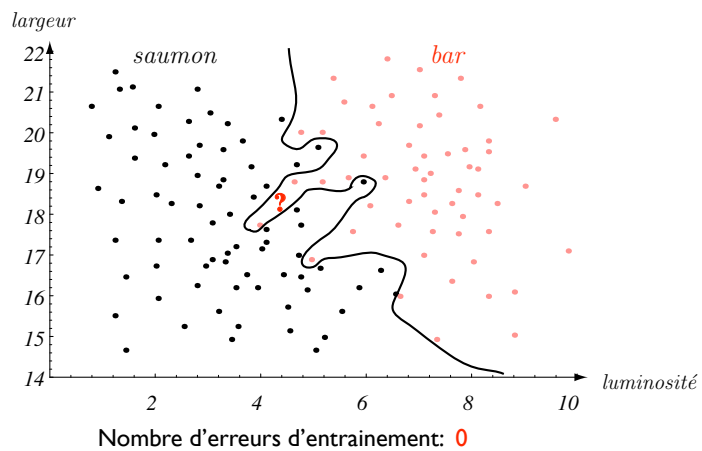 largeur
saumon bar
22
21
20
19
?
18
17
16
15
14
2 4 6 8 10
luminosité
Nombre d'erreurs d'entrainement: 0